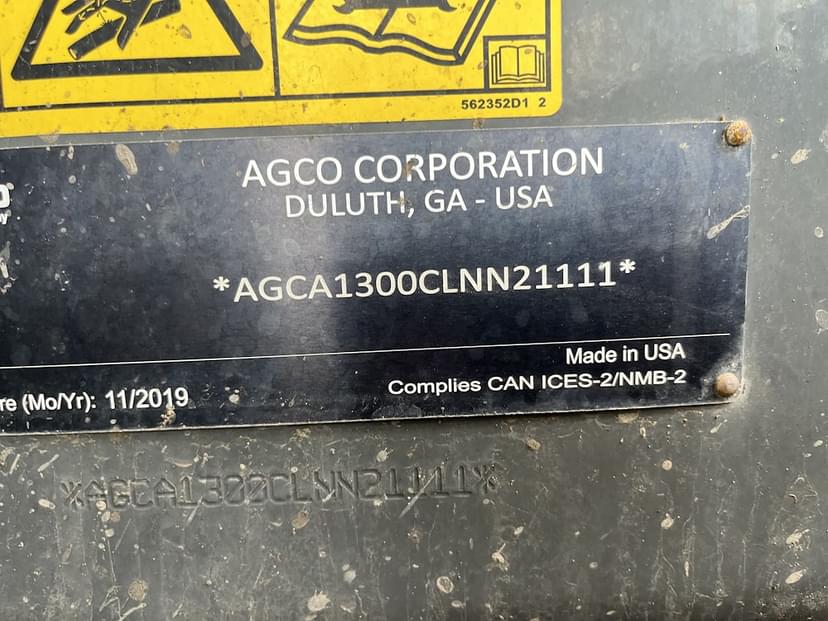 562352D1 2
AGCO CORPORATION
DULUTH, GA - USA
*AGCA1300CLNN21111*
Made in USA
re (Mo/Yr): 11/2019
Complies CAN ICES-2/NMB-2
*AGCA1300CLNN21111*